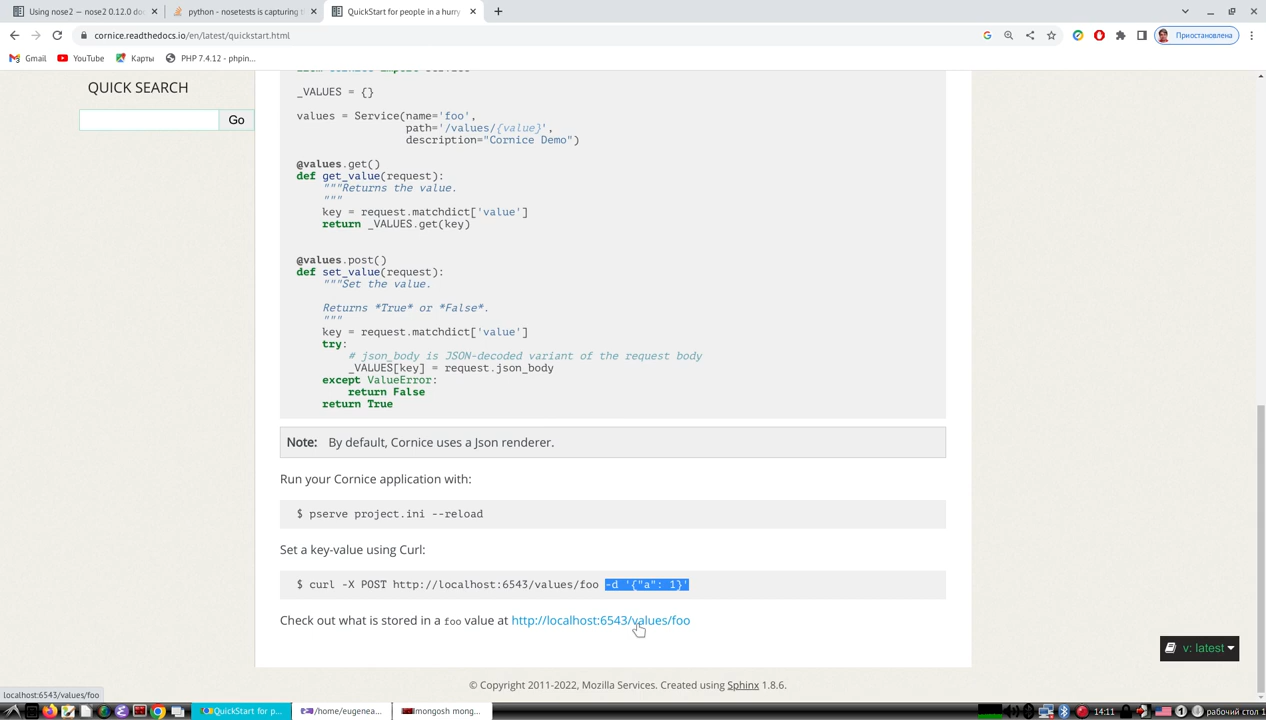 Using nose2 — nose2 0.12.0 do
python - nosetests is capturing t
QuickStart for people in a hurry
cornice.readthedocs.io/en/latest/quickstart.html
Приостановлена
Gmail
YouTube
Карты
PHP 7.4.12 - phpin...
QUICK SEARCH
Go
_VALUES = {}
values = Service(name='foo',
path='/values/{value}',
description="Cornice Demo")
@values.get()
def get_value(request):
"""Returns the value.
"""
key = request.matchdict['value']
return _VALUES.get(key)
@values.post()
def set_value(request):
"""Set the value.
Returns *True* or *False*.
"""
key = request.matchdict['value']
try:
# json_body is JSON-decoded variant of the request body
_VALUES[key] = request.json_body
except ValueError:
return False
return True
Note: By default, Cornice uses a Json renderer.
Run your Cornice application with:
$ pserve project.ini --reload
Set a key-value using Curl:
$ curl -X POST http://localhost:6543/values/foo -d '{"a": 1}'
Check out what is stored in a foo value at http://localhost:6543/values/foo
v: latest
© Copyright 2011-2022, Mozilla Services. Created using Sphinx 1.8.6.
localhost:6543/values/foo
QuickStart for p...
/home/eugenea...
mongosh mong...
14:11
рабочий стол 1